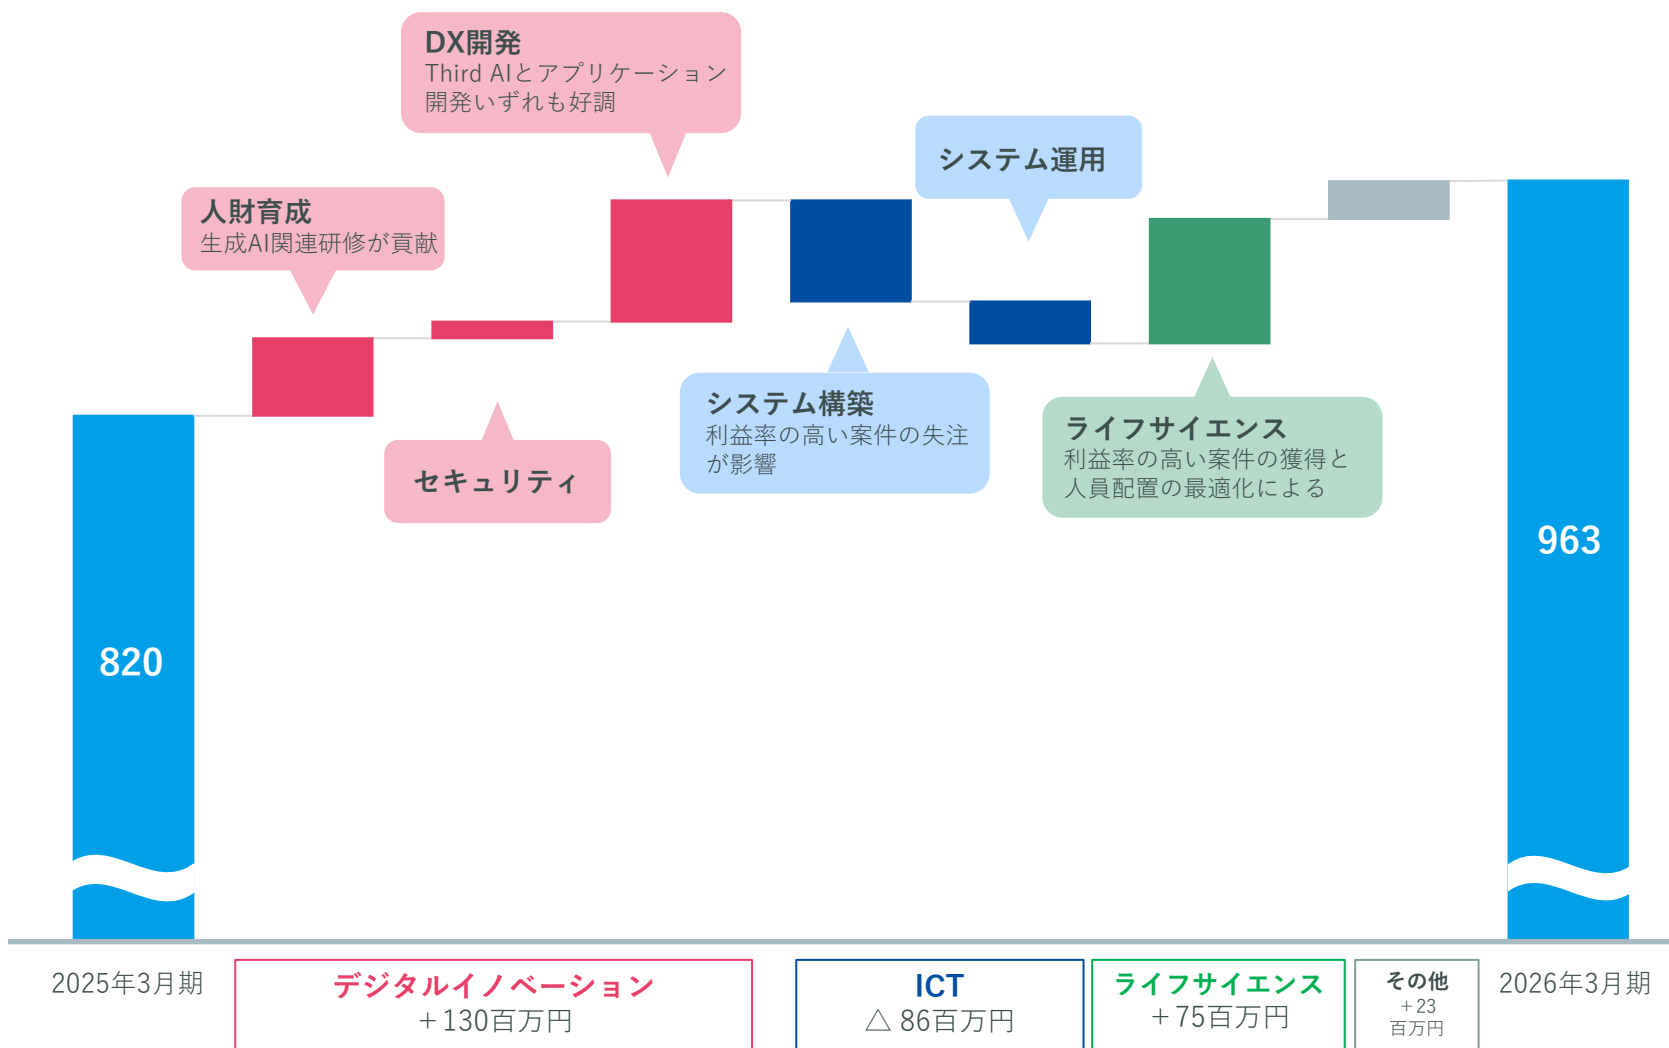 DX開発
Third AIとアプリケーション
開発いずれも好調
システム運用
人財育成
生成AI関連研修が貢献
システム構築
利益率の高い案件の失注
が影響
ライフサイエンス
利益率の高い案件の獲得と
人員配置の最適化による
セキュリティ
963
820
2025年3月期
デジタルイノベーション
＋130百万円
ICT
△ 86百万円
ライフサイエンス
＋75百万円
その他
＋23
百万円
2026年3月期